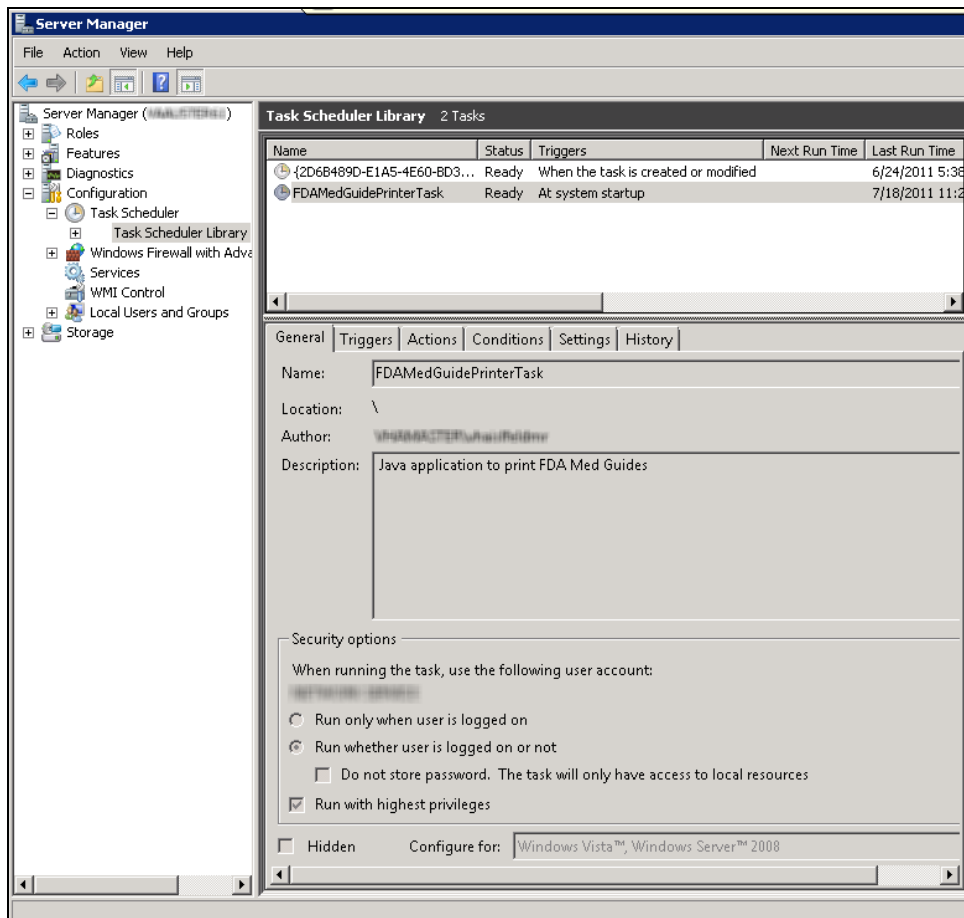 Server Manager
File Action View Help
Server Manager ( )
Roles
Features
Diagnostics
Configuration
Task Scheduler
Task Scheduler Library
Windows Firewall with Adva
Services
WMI Control
Local Users and Groups
Storage
Task Scheduler Library 2 Tasks
Name Status Triggers Next Run Time Last Run Time
{2D6B489D-E1A5-4E60-BD3... Ready When the task is created or modified 6/24/2011 5:38
FDAMedGuidePrinterTask Ready At system startup 7/18/2011 11:2
General Triggers Actions Conditions Settings History
Name: FDAMedGuidePrinterTask
Location: \
Author:
Description: Java application to print FDA Med Guides
Security options
When running the task, use the following user account:
Run only when user is logged on
Run whether user is logged on or not
Do not store password. The task will only have access to local resources
Run with highest privileges
Hidden Configure for: Windows Vista™, Windows Server™ 2008